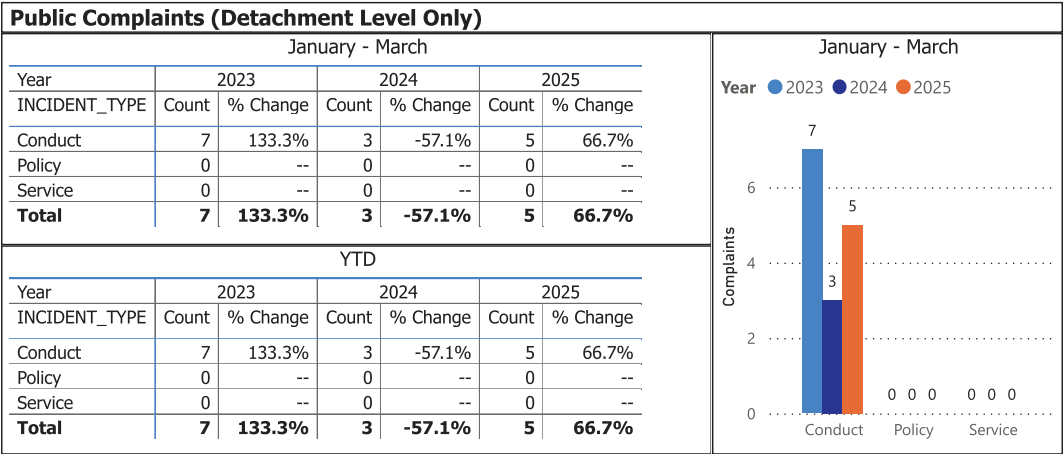 Public Complaints (Detachment Level Only)
January - March
Year 2023 2024 2025
INCIDENT_TYPE Count % Change Count % Change Count % Change
Conduct 7 133.3% 3 -57.1% 5 66.7%
Policy 0 -- 0 -- 0 --
Service 0 -- 0 -- 0 --
Total 7 133.3% 3 -57.1% 5 66.7%
YTD
Year 2023 2024 2025
INCIDENT_TYPE Count % Change Count % Change Count % Change
Conduct 7 133.3% 3 -57.1% 5 66.7%
Policy 0 -- 0 -- 0 --
Service 0 -- 0 -- 0 --
Total 7 133.3% 3 -57.1% 5 66.7%
January - March
Year 2023 2024 2025
Complaints
6
4
2
0
7
3
5
0 0 0
0 0 0
Conduct Policy Service